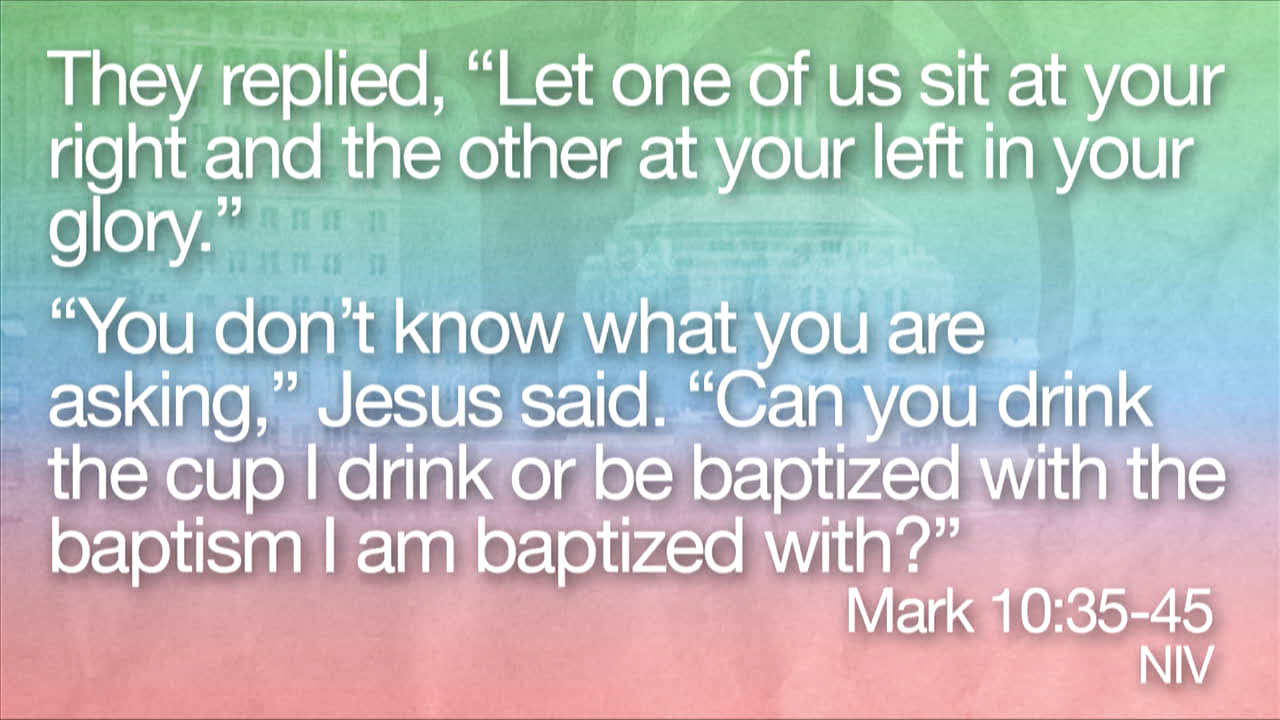 They replied, “Let one of us sit at your
right and the other at your left in your
glory.”
“You don’t know what you are
asking,” Jesus said. “Can you drink
the cup I drink or be baptized with the
baptism I am baptized with?”
Mark 10:35-45
NIV